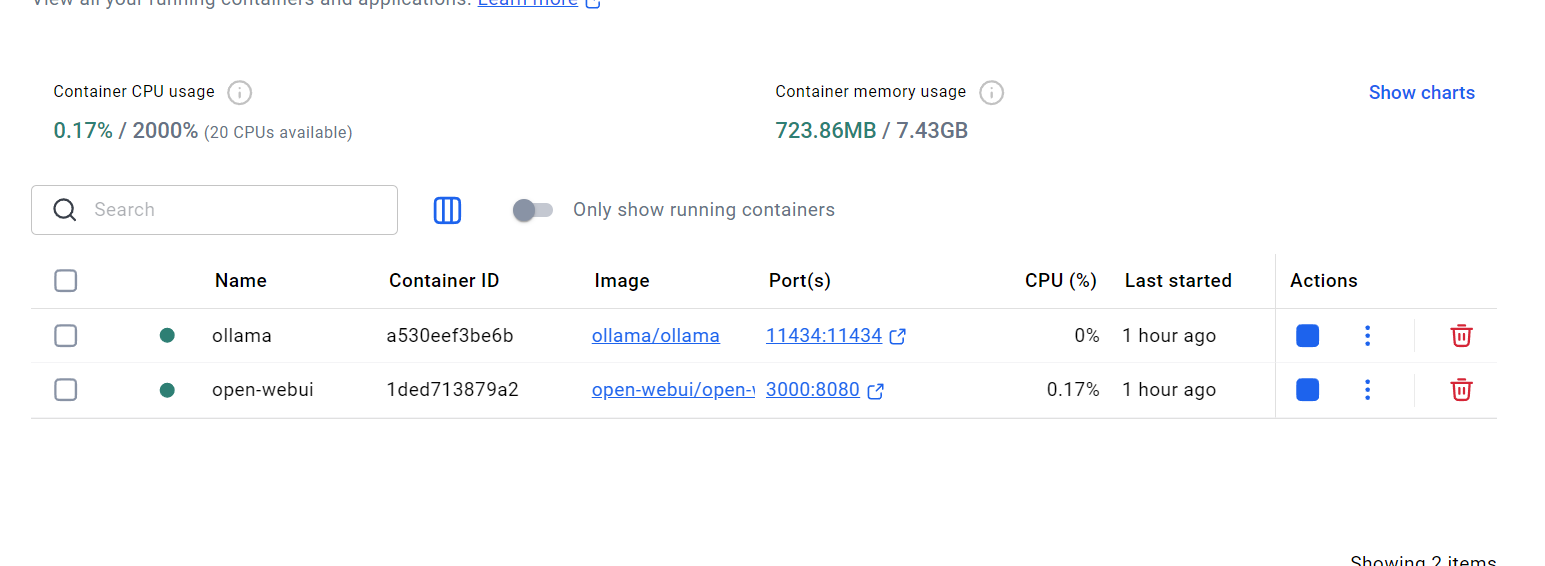 View all your running containers and applications. Learn more
Container CPU usage
Container memory usage
Show charts
0.17% / 2000% (20 CPUs available)
723.86MB / 7.43GB
Search
Only show running containers
Name Container ID Image Port(s) CPU (%) Last started Actions
ollama a530eef3be6b ollama/ollama 11434:11434 0% 1 hour ago
open-webui 1ded713879a2 open-webui/open-w 3000:8080 0.17% 1 hour ago
Showing 2 items